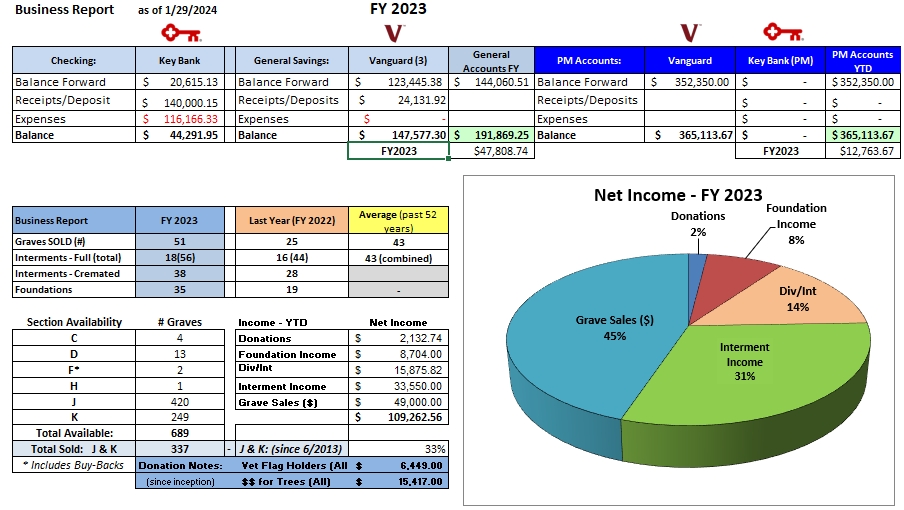 Business Report as of 1/29/2024 FY 2023
Checking: Key Bank General Savings: Vanguard (3) General Accounts FY PM Accounts: Vanguard Key Bank (PM) PM Accounts YTD
Balance Forward $ 20,615.13 Balance Forward $ 123,445.38 $ 144,060.51 Balance Forward $ 352,350.00 $ - $ 352,350.00
Receipts/Deposit $ 140,000.15 Receipts/Deposits $ 24,131.92 Receipts/Deposits $ - $ -
Expenses $ 116,166.33 Expenses $ - Expenses $ - $ -
Balance $ 44,291.95 Balance $ 147,577.30 $ 191,869.25 Balance $ 365,113.67 $ - $ 365,113.67
FY2023 $47,808.74 FY2023 $12,763.67
Business Report FY 2023 Last Year (FY 2022) Average (past 52 years)
Graves SOLD (#) 51 25 43
Interments - Full (total) 18(56) 16 (44) 43 (combined)
Interments - Cremated 38 28
Foundations 35 19 -
Section Availability # Graves
C 4
D 13
F* 2
H 1
J 420
K 249
Total Available: 689
Total Sold: J & K 337 - J & K: (since 6/2013) 33%
* Includes Buy-Backs
Income - YTD Net Income
Donations $ 2,132.74
Foundation Income $ 8,704.00
Div/Int $ 15,875.82
Interment Income $ 33,550.00
Grave Sales ($) $ 49,000.00
$ 109,262.56
Donation Notes: Vet Flag Holders (All $ 6,449.00
(since inception) $$ for Trees (All) $ 15,417.00
Net Income - FY 2023
Donations
2%
Foundation
Income
8%
Div/Int
14%
Interment
Income
31%
Grave Sales ($)
45%